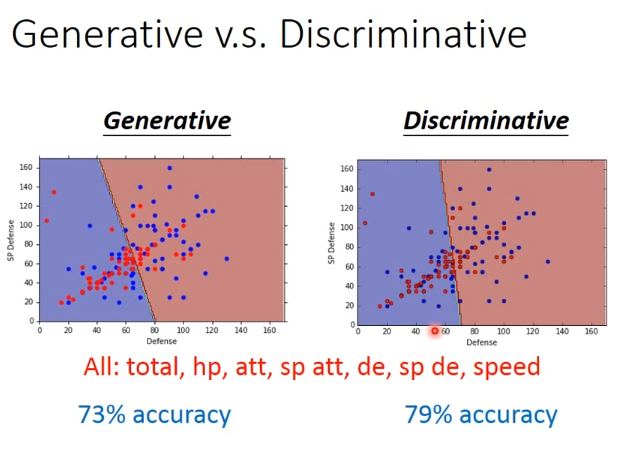 Generative v.s. Discriminative
Generative
Discriminative
160
140
120
100
80
60
40
20
0
SP Defense
0 20 40 60 80 100 120 140 160
Defense
160
140
120
100
80
60
40
20
0
SP Defense
0 20 40 60 80 100 120 140 160
Defense
All: total, hp, att, sp att, de, sp de, speed
73% accuracy
79% accuracy